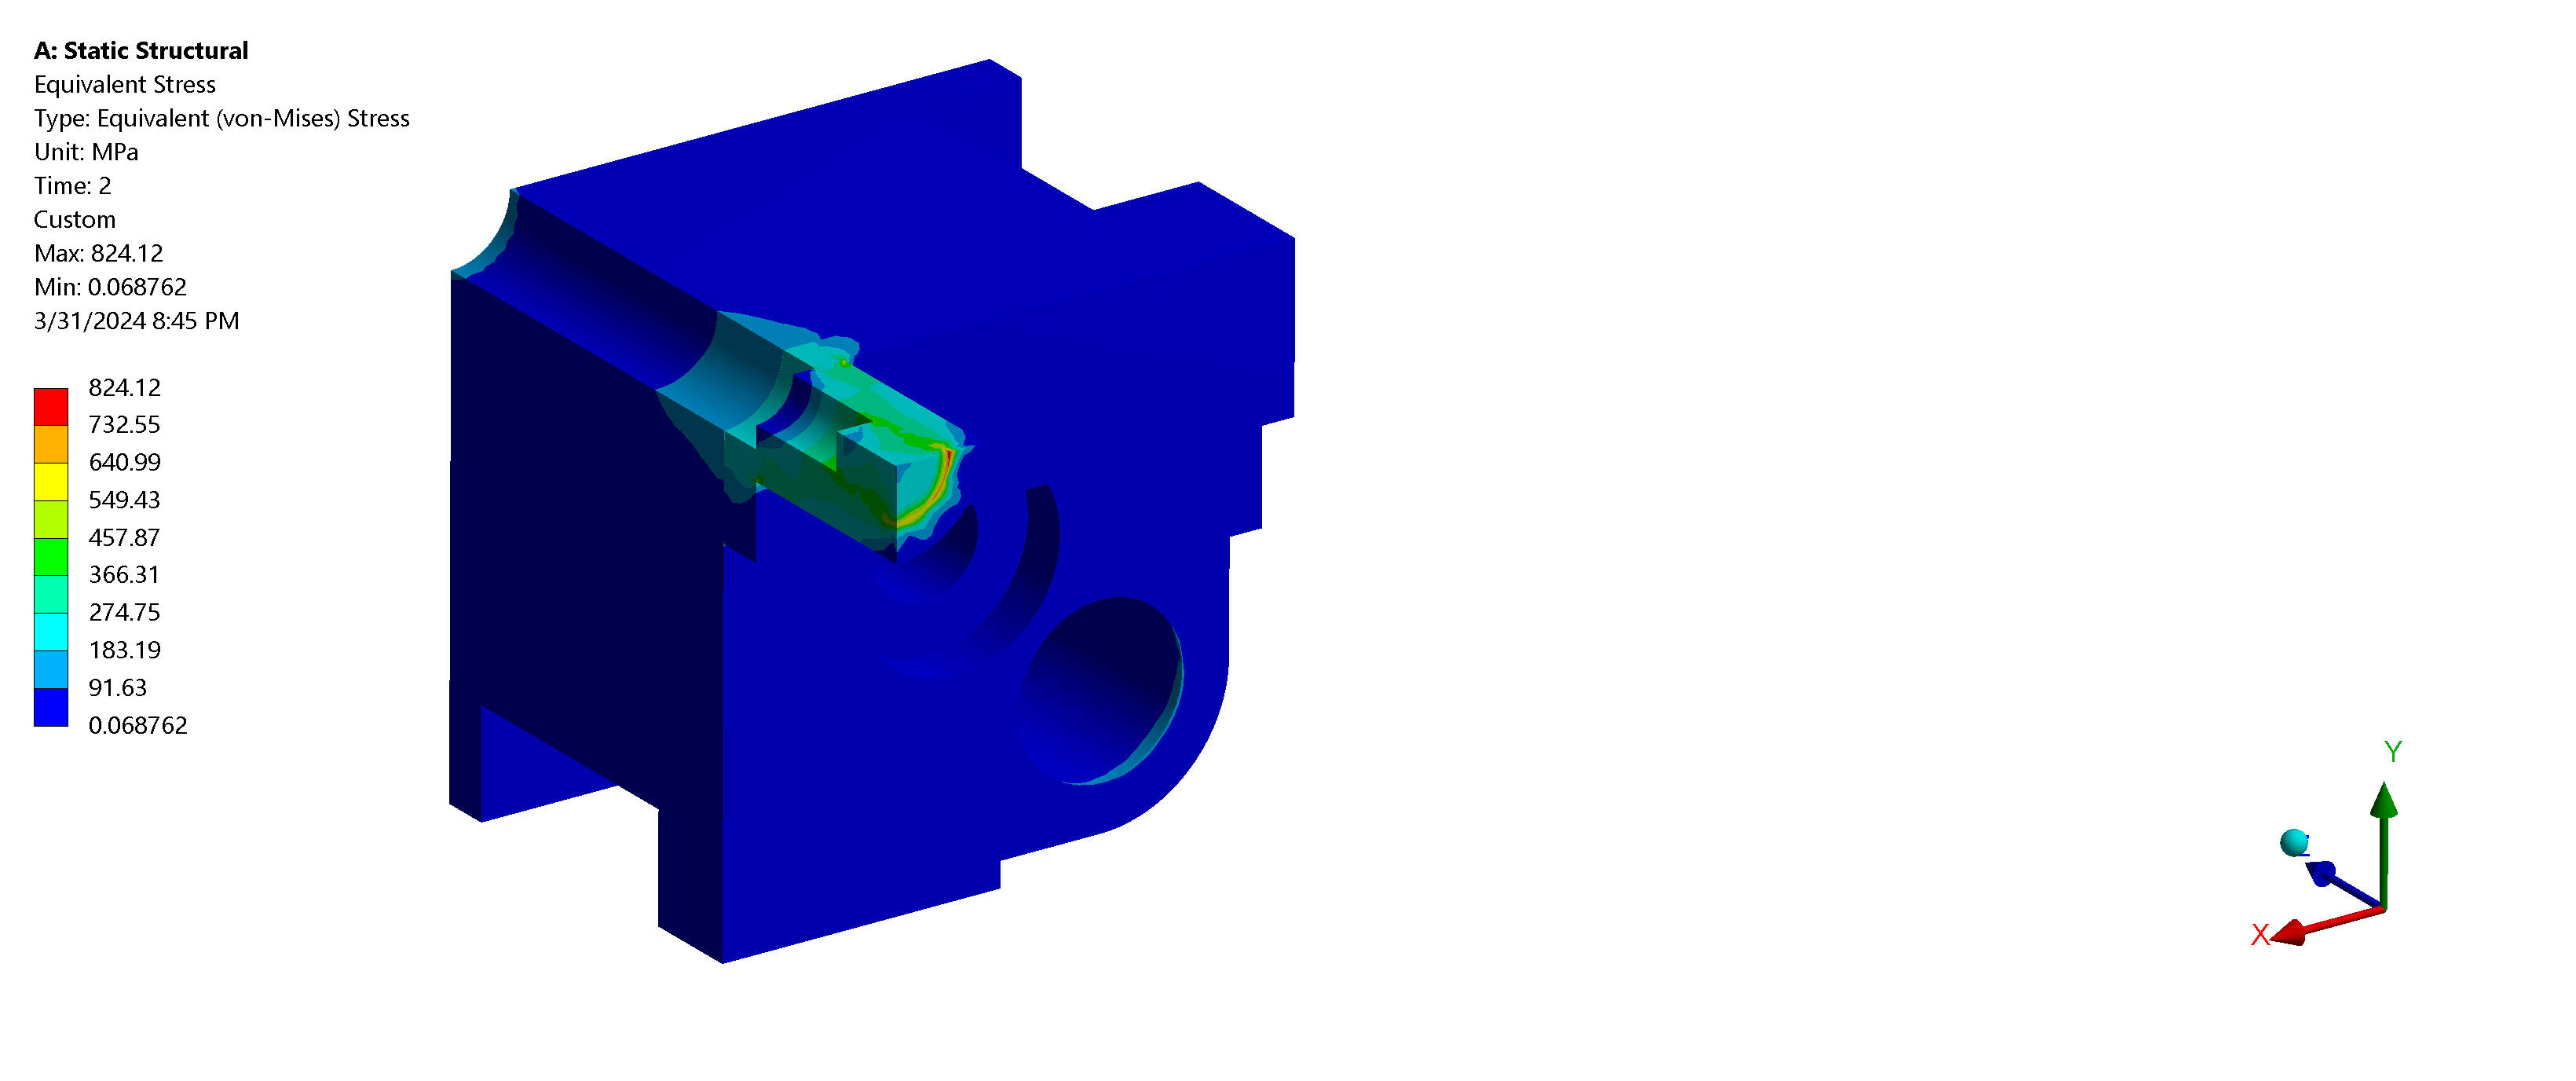 A: Static Structural
Equivalent Stress
Type: Equivalent (von-Mises) Stress
Unit: MPa
Time: 2
Custom
Max: 824.12
Min: 0.068762
3/31/2024 8:45 PM
824.12
732.55
640.99
549.43
457.87
366.31
274.75
183.19
91.63
0.068762
Y
X